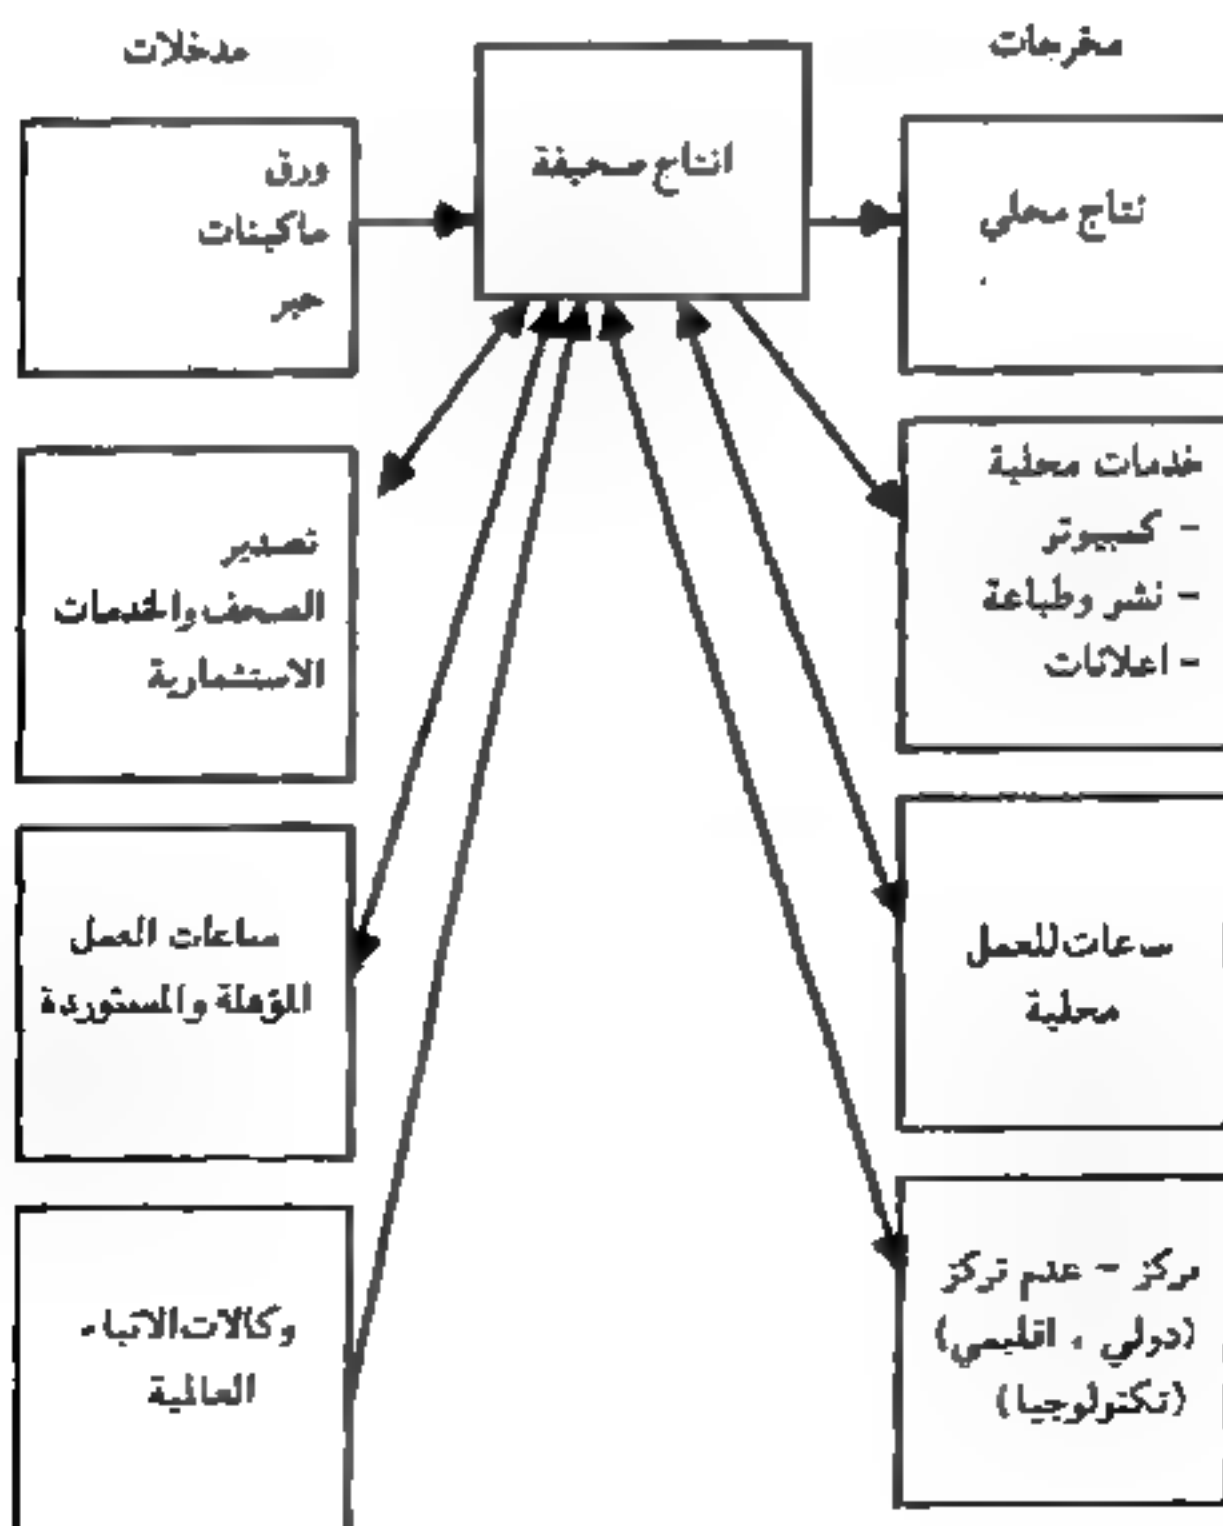 مخرجات
مدخلات
انتاج صحيفة
ورق
ماكينات
حبر
نتاج محلي
تصدير
الصحف والخدمات
الاستثمارية
خدمات محلية
- كمبيوتر
- نشر وطباعة
- اعلانات
ساعات العمل
المؤهلة والمستوردة
ساعات للعمل
محلية
وكالات الانباء
العالمية
مركز - عدم تركز
(دولي ، اقليمي)
(تكنولوجيا)